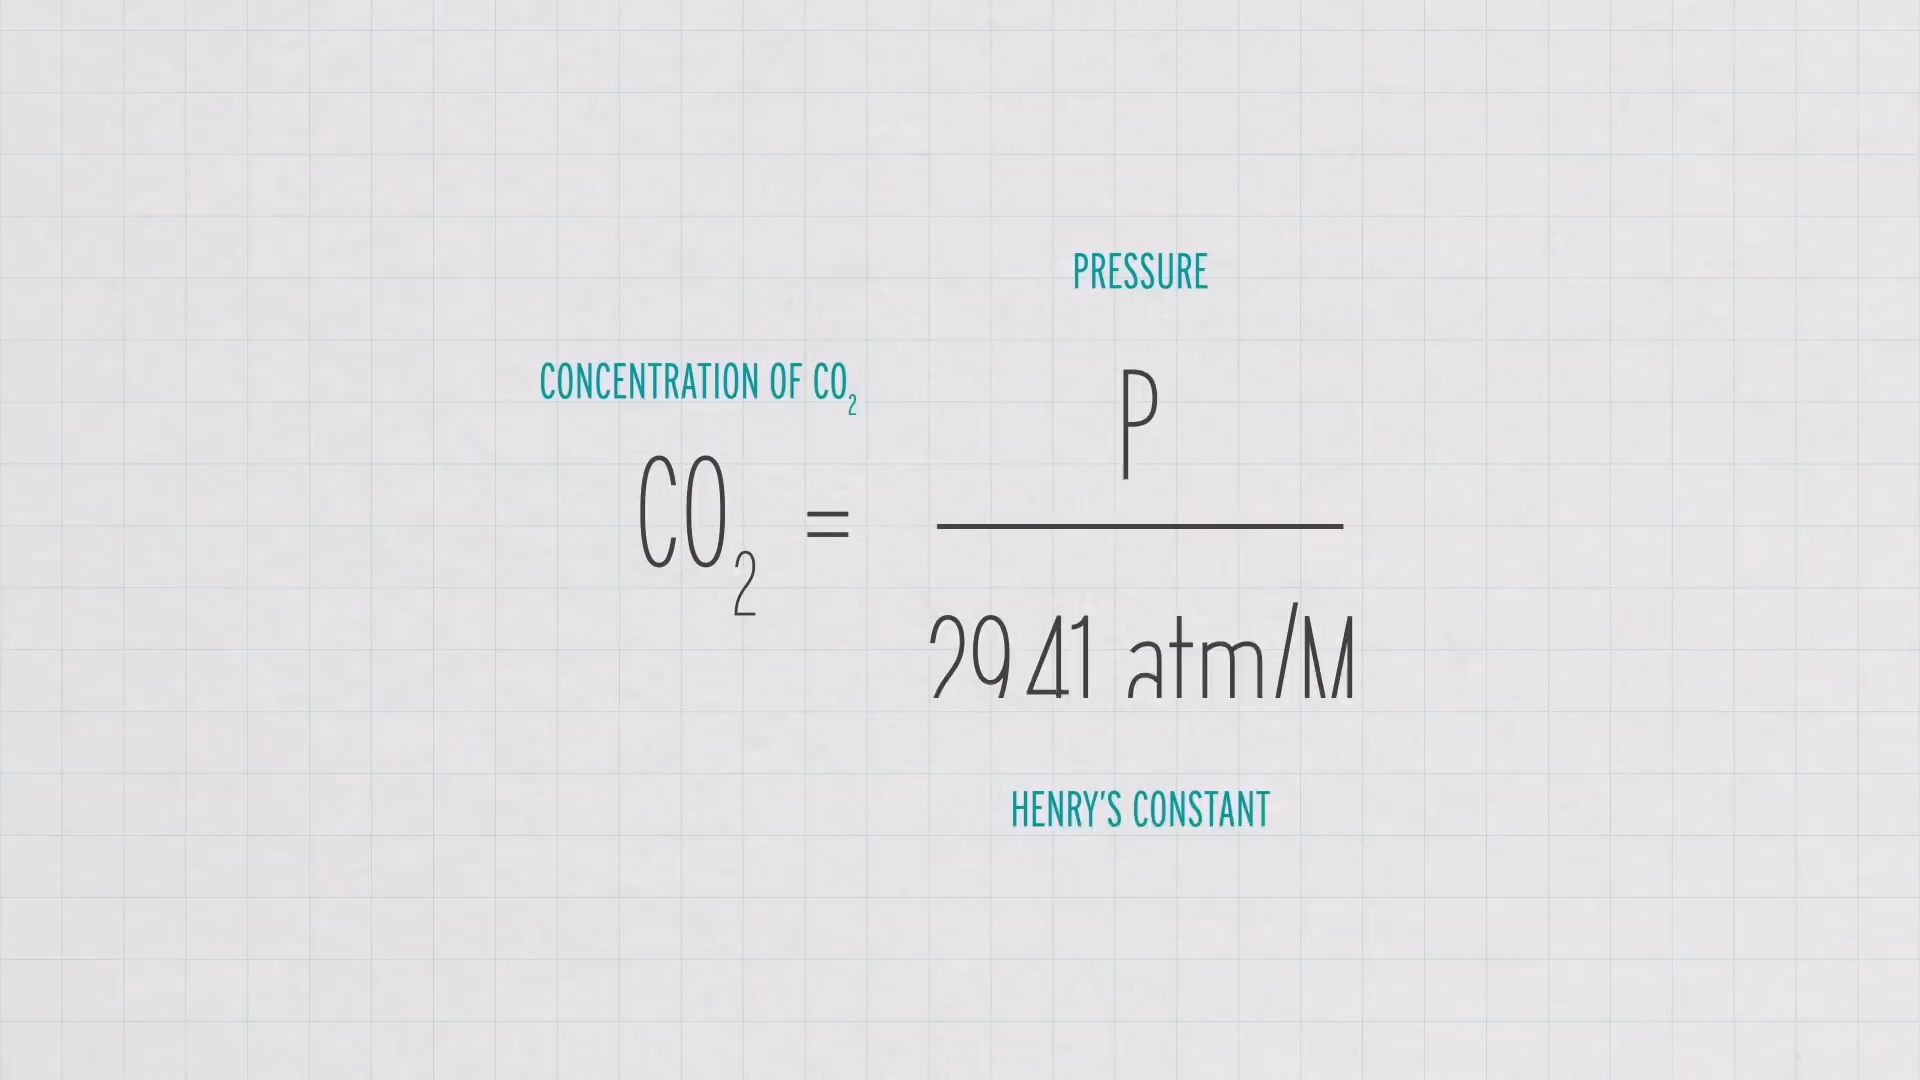 PRESSURE
CONCENTRATION OF CO₂
P
CO₂ =
29 41 atm/M
HENRY'S CONSTANT